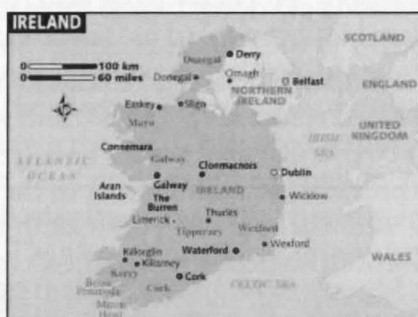 IRELAND
SCOTLAND
Donegal
Derry
0 100 km
0 60 miles
Donegal
Omagh
Belfast
NORTHERN
IRELAND
ENGLAND
Easkey
Sligo
Mayo
UNITED
KINGDOM
IRISH
SEA
Connemara
Galway
Clonmacnois
Dublin
ATLANTIC
OCEAN
Aran
Islands
Galway
IRELAND
The
Burren
Wicklow
Limerick
Thurles
Tipperary
Wexford
Wexford
Waterford
WALES
Killorglin
Killarney
Kerry
Cork
Cork
CELTIC SEA
Peninsula
Mizen
Head